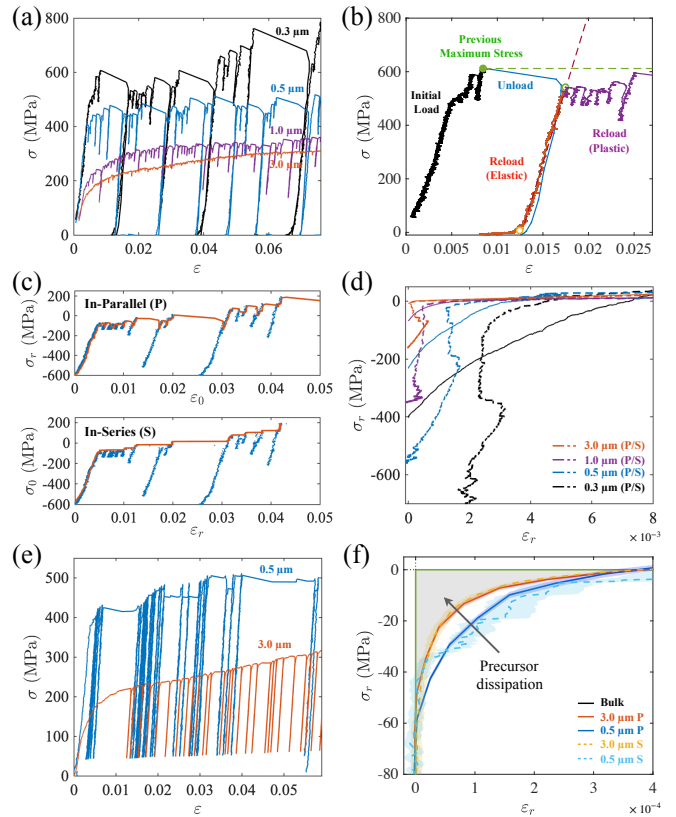 (a)
800
600
400
200
0
σ (MPa)
0
0.02
0.04
0.06
ε
0.3 µm
0.5 µm
1.0 µm
3.0 µm
(b)
800
600
400
200
0
σ (MPa)
0
0.005
0.01
0.015
0.02
0.025
ε
Previous
Maximum Stress
Initial
Load
Unload
Reload
(Elastic)
Reload
(Plastic)
(c)
In-Parallel (P)
200
0
-200
-400
-600
σr (MPa)
0
0.01
0.02
0.03
0.04
0.05
ε0
In-Series (S)
200
0
-200
-400
-600
σ0 (MPa)
0
0.01
0.02
0.03
0.04
0.05
εr
(d)
0
-200
-400
-600
σr (MPa)
0
2
4
6
8
εr
× 10-3
3.0 µm (P/S)
1.0 µm (P/S)
0.5 µm (P/S)
0.3 µm (P/S)
(e)
500
400
300
200
100
0
σ (MPa)
0
0.01
0.02
0.03
0.04
0.05
ε
0.5 µm
3.0 µm
(f)
0
-20
-40
-60
-80
σr (MPa)
0
1
2
3
4
εr
× 10-4
Precursor
dissipation
Bulk
3.0 µm P
0.5 µm P
3.0 µm S
0.5 µm S